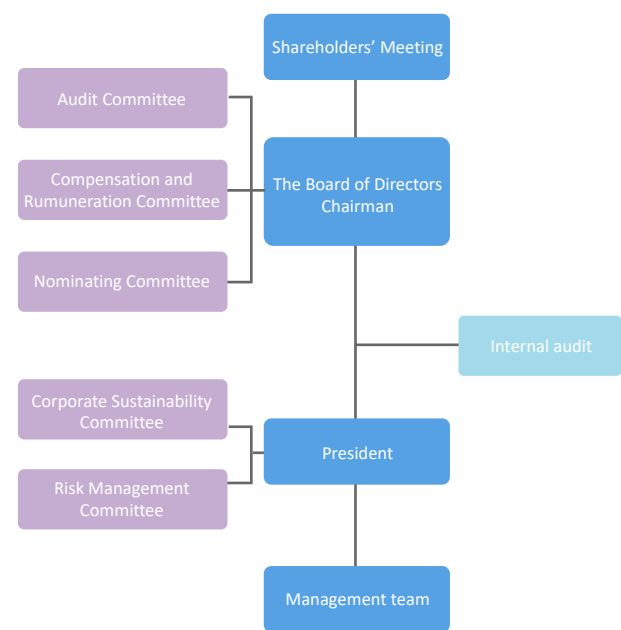 Shareholders’ Meeting
Audit Committee
Compensation and
Rumuneration Committee
The Board of Directors
Chairman
Nominating Committee
Internal audit
Corporate Sustainability
Committee
President
Risk Management
Committee
Management team